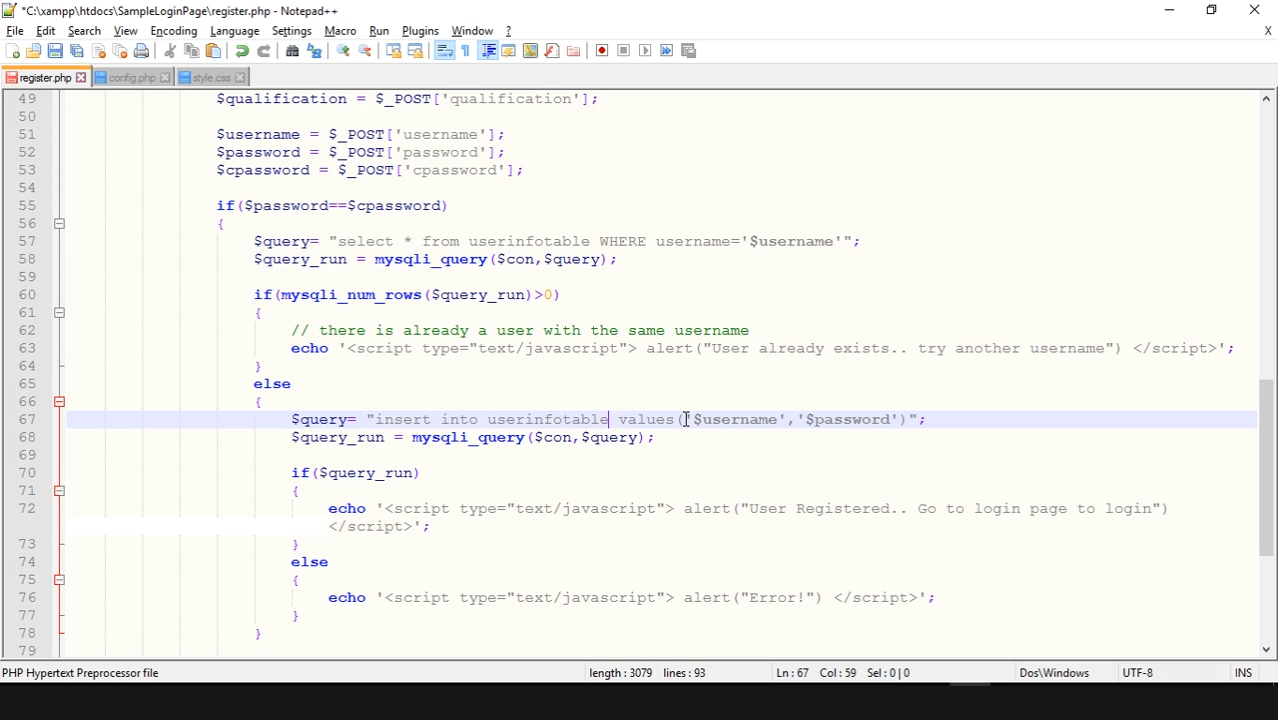 *C:\xampp\htdocs\SampleLoginPage\register.php - Notepad++
File Edit Search View Encoding Language Settings Macro Run Plugins Window ? X
register.php config.php style.css
49 $qualification = $_POST['qualification'];
50
51 $username = $_POST['username'];
52 $password = $_POST['password'];
53 $cpassword = $_POST['cpassword'];
54
55 if($password==$cpassword)
56 {
57 $query= "select * from userinfotable WHERE username='$username'";
58 $query_run = mysqli_query($con,$query);
59
60 if(mysqli_num_rows($query_run)>0)
61 {
62 // there is already a user with the same username
63 echo '<script type="text/javascript"> alert("User already exists.. try another username") </script>';
64 }
65 else
66 {
67 $query= "insert into userinfotable values('$username','$password')";
68 $query_run = mysqli_query($con,$query);
69
70 if($query_run)
71 {
72 echo '<script type="text/javascript"> alert("User Registered.. Go to login page to login")
</script>';
73 }
74 else
75 {
76 echo '<script type="text/javascript"> alert("Error!") </script>';
77 }
78 }
79
PHP Hypertext Preprocessor file length : 3079 lines : 93 Ln : 67 Col : 59 Sel : 0 | 0 Dos\Windows UTF-8 INS